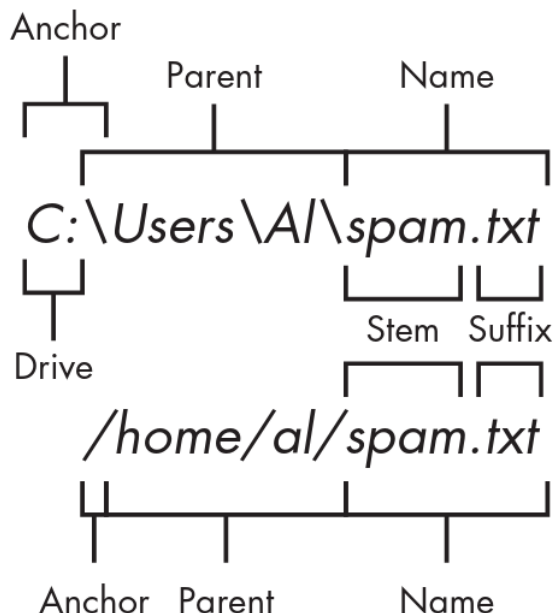 Anchor
Parent Name
C:\Users\Al\spam.txt
Stem Suffix
Drive
/home/al/spam.txt
Anchor Parent Name